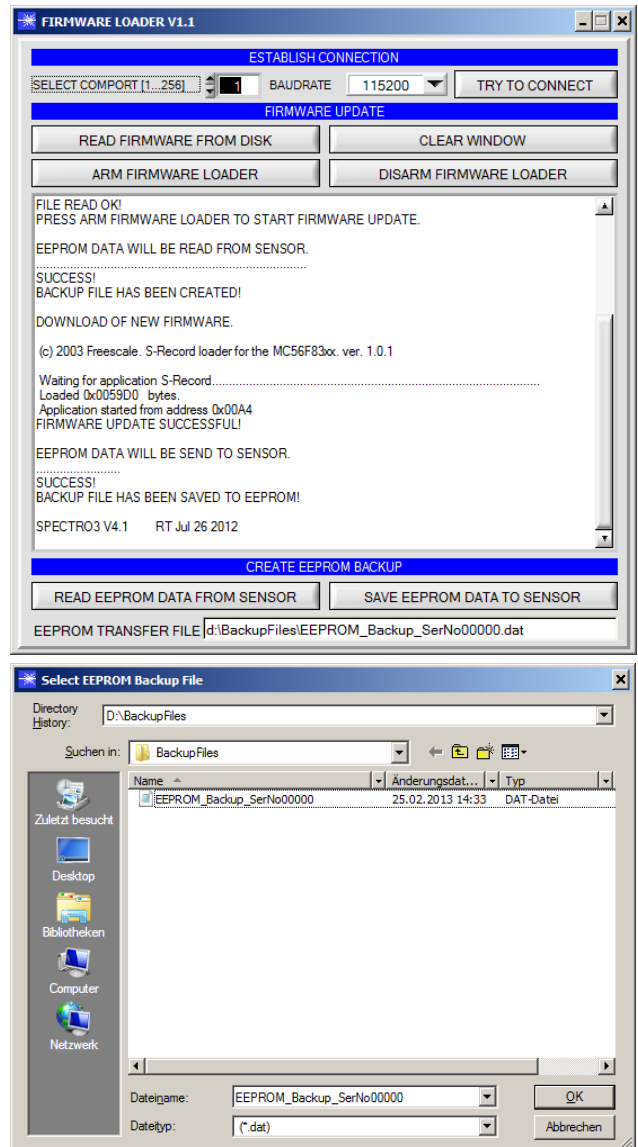 FIRMWARE LOADER V1.1
ESTABLISH CONNECTION
SELECT COMPORT [1...256] 1 BAUDRATE 115200 TRY TO CONNECT
FIRMWARE UPDATE
READ FIRMWARE FROM DISK CLEAR WINDOW
ARM FIRMWARE LOADER DISARM FIRMWARE LOADER
FILE READ OK!
PRESS ARM FIRMWARE LOADER TO START FIRMWARE UPDATE.
EEPROM DATA WILL BE READ FROM SENSOR.
................................................................................
SUCCESS!
BACKUP FILE HAS BEEN CREATED!
DOWNLOAD OF NEW FIRMWARE.
(c) 2003 Freescale. S-Record loader for the MC56F83xx. ver. 1.0.1
Waiting for application S-Record................................................................................................
Loaded 0x0059D0 bytes.
Application started from address 0x00A4
FIRMWARE UPDATE SUCCESSFUL!
EEPROM DATA WILL BE SEND TO SENSOR.
.........................
SUCCESS!
BACKUP FILE HAS BEEN SAVED TO EEPROM!
SPECTRO3 V4.1 RT Jul 26 2012
CREATE EEPROM BACKUP
READ EEPROM DATA FROM SENSOR SAVE EEPROM DATA TO SENSOR
EEPROM TRANSFER FILE d:\BackupFiles\EEPROM_Backup_SerNo00000.dat
Select EEPROM Backup File
Directory
History: D:\BackupFiles
Suchen in: BackupFiles
Name Änderungsdat... Typ
EEPROM_Backup_SerNo00000 25.02.2013 14:33 DAT-Datei
Zuletzt besucht
Desktop
Bibliotheken
Computer
Netzwerk
Dateiname: EEPROM_Backup_SerNo00000 OK
Dateityp: (*.dat) Abbrechen